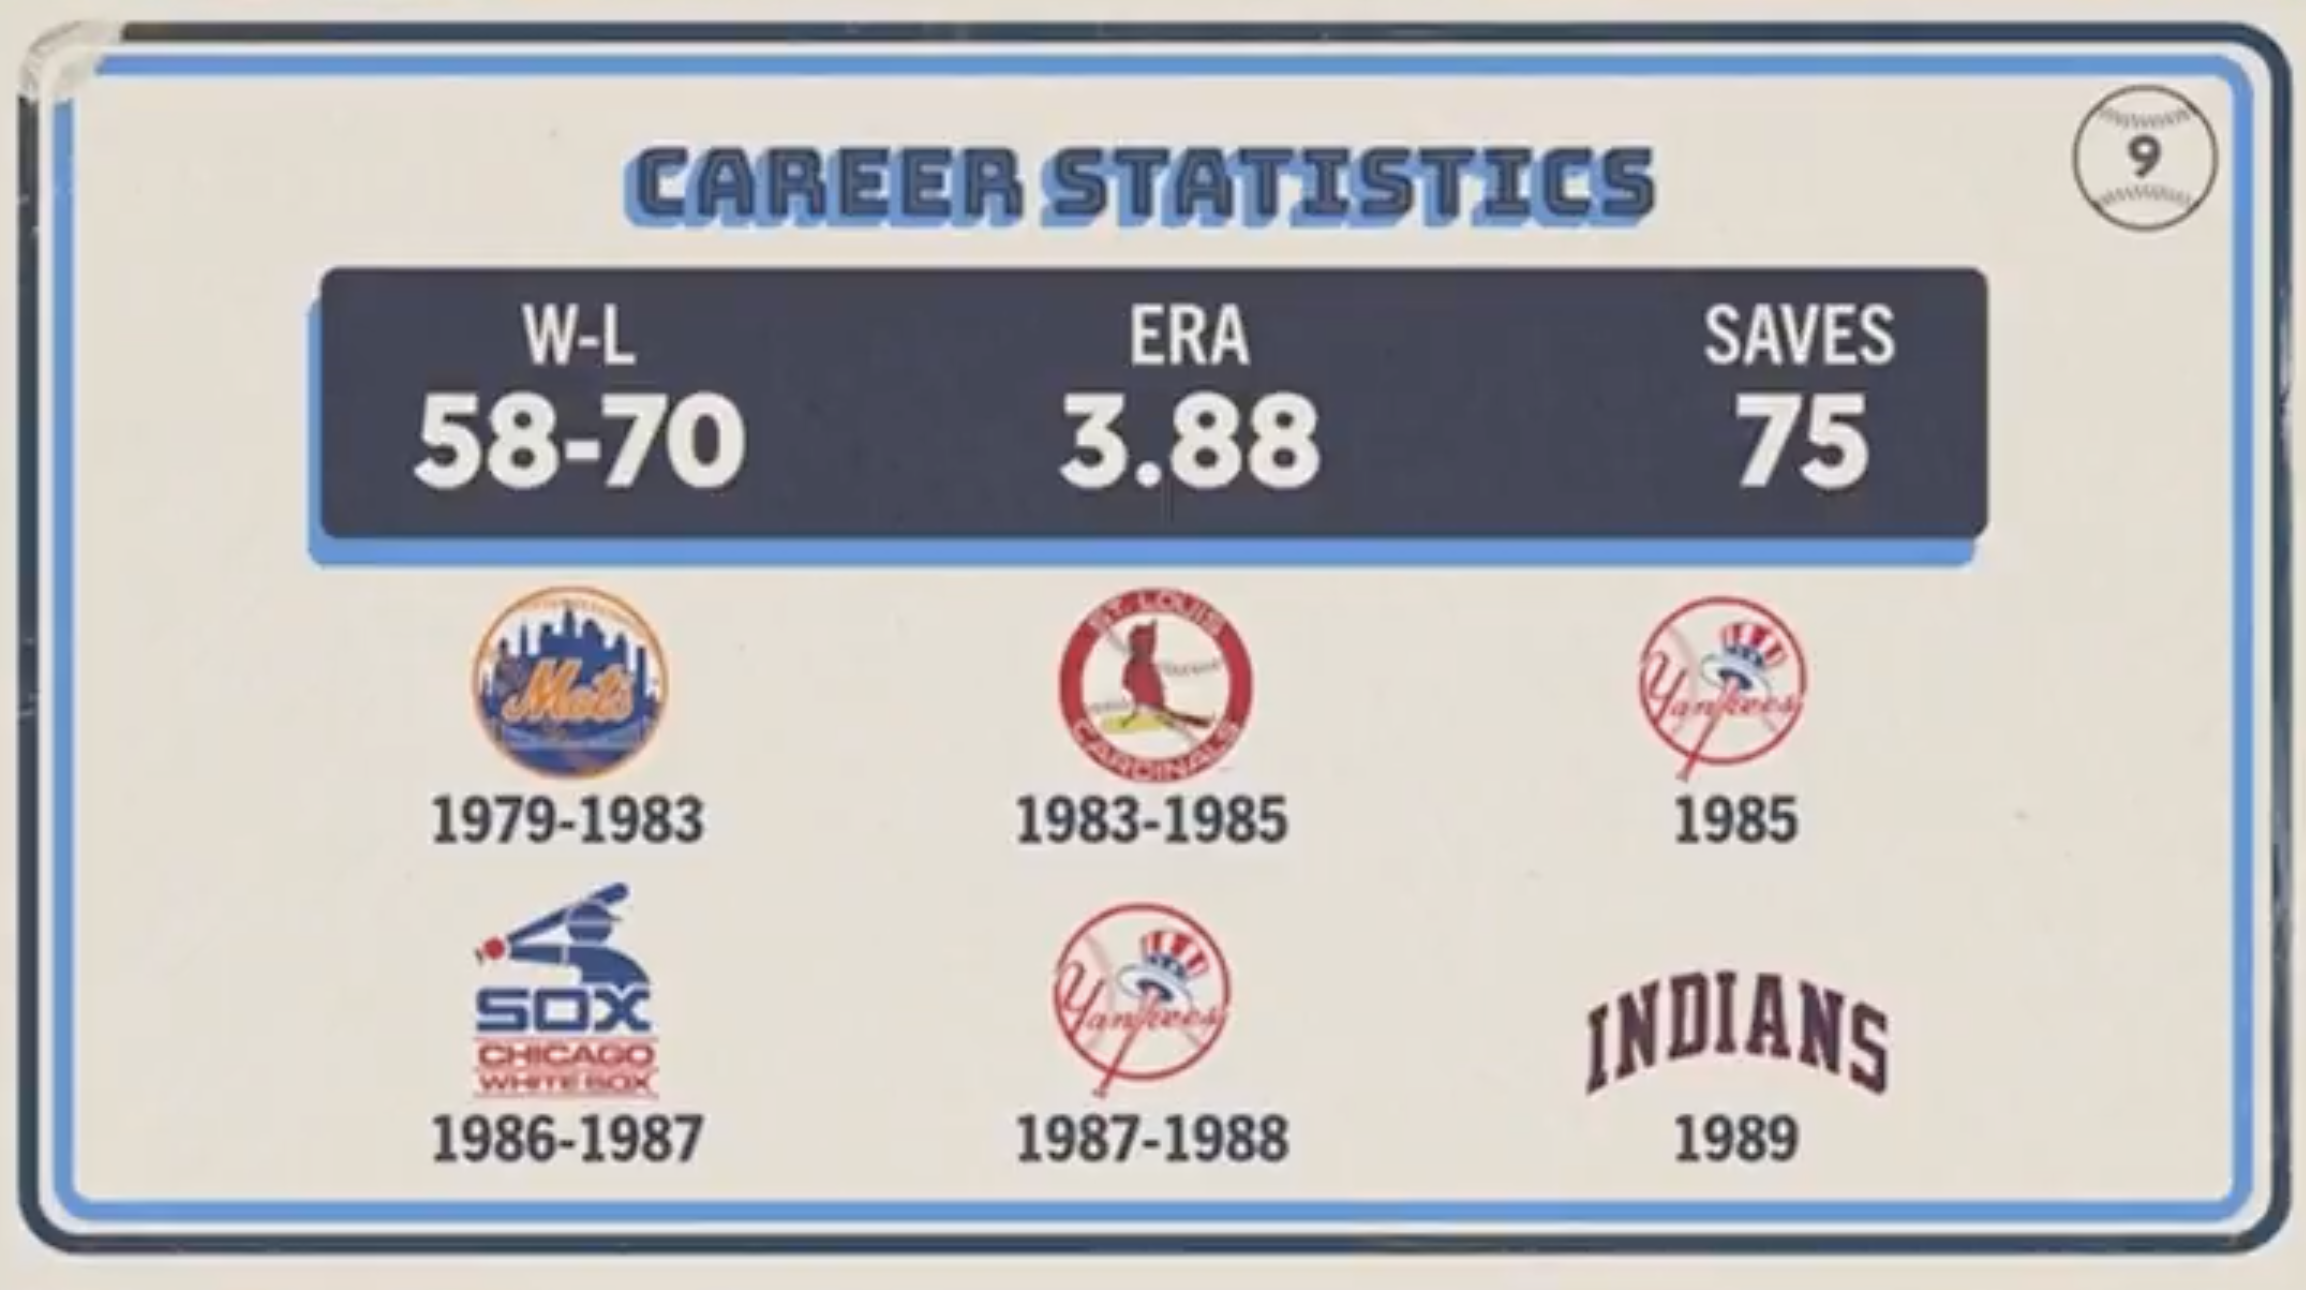 9
CAREER STATISTICS
W-L ERA SAVES
58-70 3.88 75
Mets
ST. LOUIS
CARDINALS
Yankees
1979-1983 1983-1985 1985
SOX
CHICAGO
WHITE SOX
Yankees
INDIANS
1986-1987 1987-1988 1989